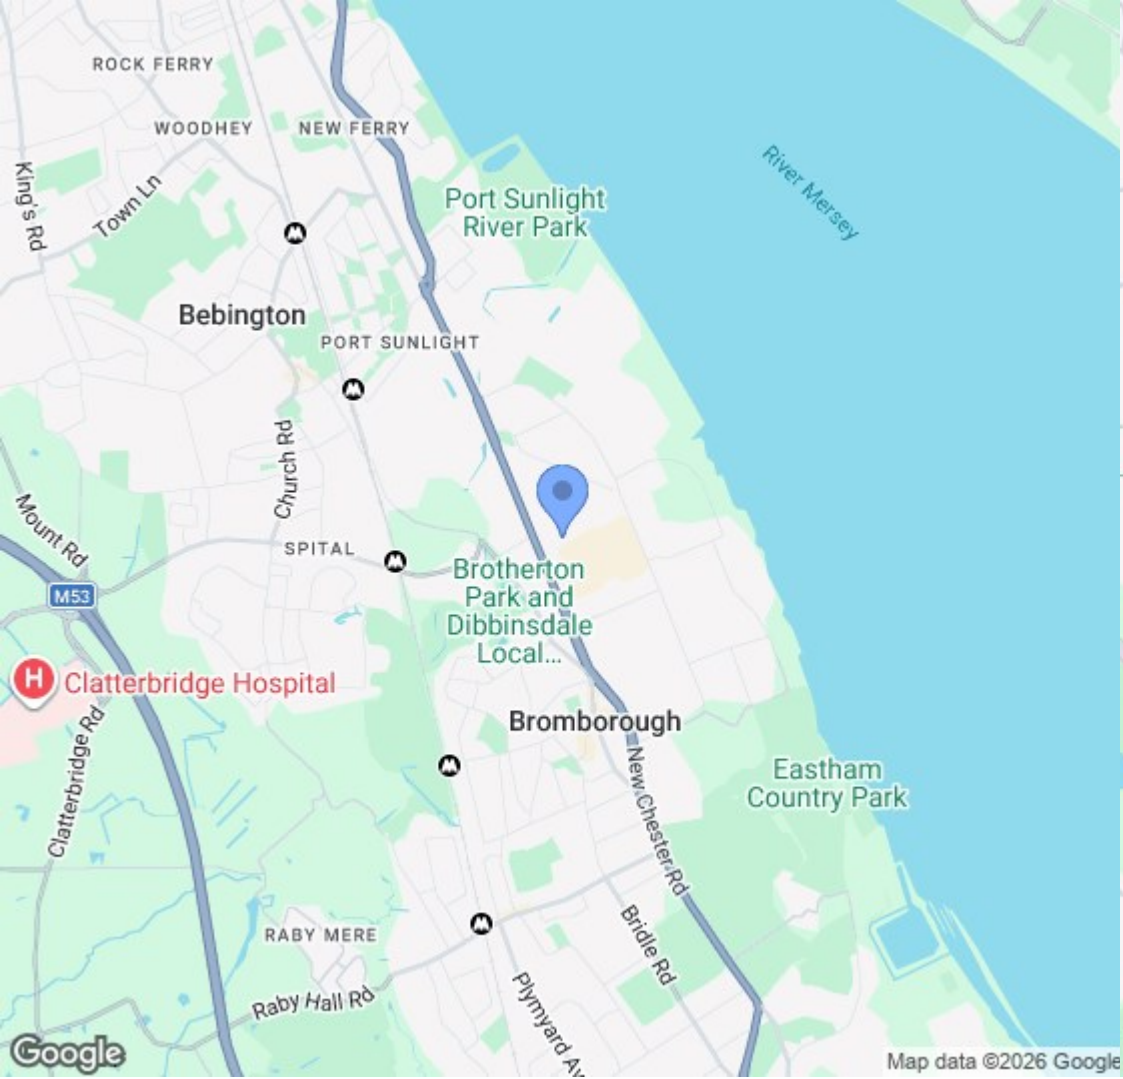 ROCK FERRY
WOODHEY
NEW FERRY
River Mersey
King's Rd
Town Ln
Port Sunlight
River Park
Bebington
PORT SUNLIGHT
Church Rd
Mount Rd
SPITAL
M53
Brotherton
Park and
Dibbinsdale
Local...
H
Clatterbridge Hospital
Clatterbridge Rd
Bromborough
New Chester Rd
Eastham
Country Park
RABY MERE
Bridle Rd
Raby Hall Rd
Plymyard Av
Google
Map data ©2026 Google